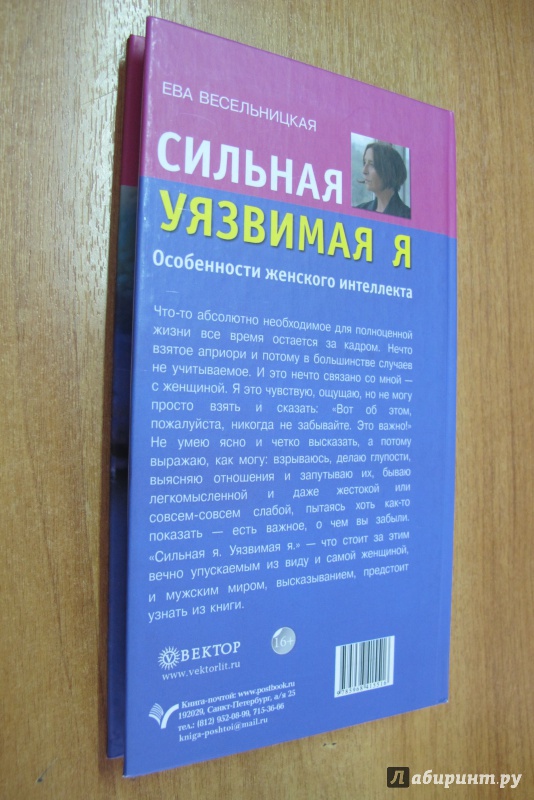 ЕВА ВЕСЕЛЬНИЦКАЯ
СИЛЬНАЯ
УЯЗВИМАЯ Я
Особенности женского интеллекта
Что-то абсолютно необходимое для полноценной
жизни все время остается за кадром. Нечто
взятое априори и потому в большинстве случаев
не учитываемое. И это нечто связано со мной —
с женщиной. Я это чувствую, ощущаю, но не могу
просто взять и сказать: "Вот об этом,
пожалуйста, никогда не забывайте. Это важно!"
Не умею ясно и четко высказать, а потому
выражаю, как могу: взрываюсь, делаю глупости,
выясняю отношения и запутываю их, бываю
легкомысленной и даже жестокой или
совсем-совсем слабой, пытаясь хоть как-то
показать — есть важное, о чем вы забыли.
"Сильная я. Уязвимая я." — что стоит за этим
вечно упускаемым из виду и самой женщиной,
и мужским миром, высказыванием, предстоит
узнать из книги.
ВЕКТОР
www.vektorlit.ru
16+
Книга-почтой: www.postbook.ru
192029, Санкт-Петербург, а/я 25
тел.: (812) 952-08-99, 715-36-66
kniga-poshtoi@mail.ru
Лабиринт.ру